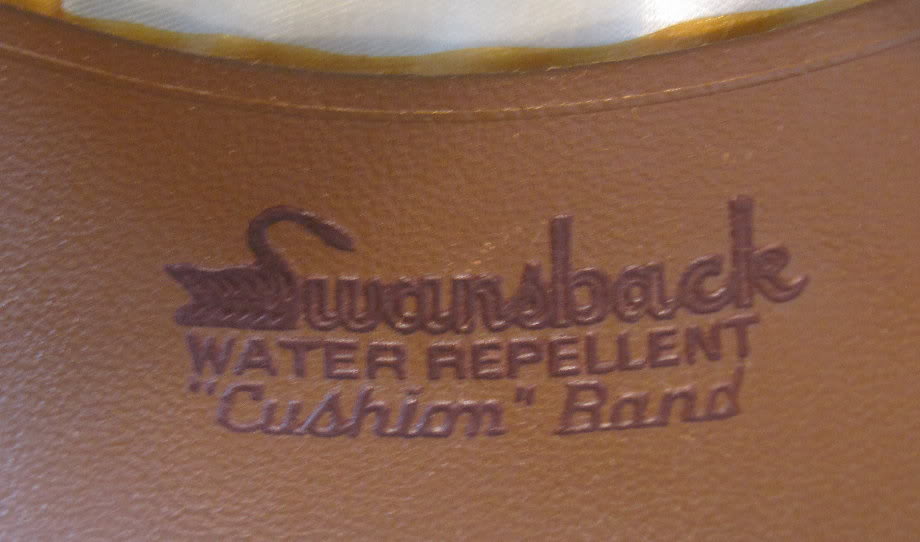 Swansback
WATER REPELLENT
"Cushion" Band